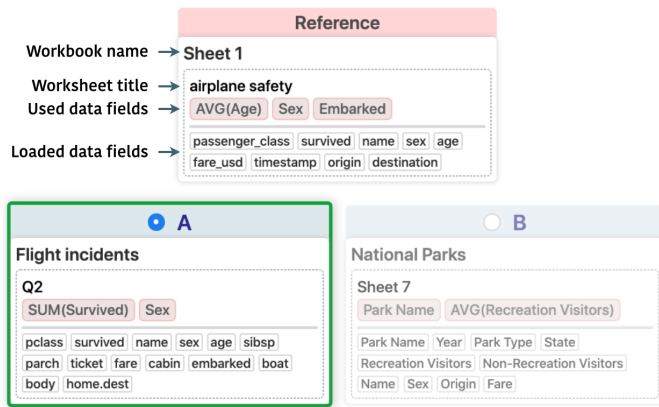 Reference
Workbook name
Sheet 1
Worksheet title
airplane safety
Used data fields
AVG(Age) Sex Embarked
Loaded data fields
passenger_class survived name sex age
fare_usd timestamp origin destination
A
Flight incidents
Q2
SUM(Survived) Sex
pclass survived name sex age sibsp
parch ticket fare cabin embarked boat
body home.dest
B
National Parks
Sheet 7
Park Name AVG(Recreation Visitors)
Park Name Year Park Type State
Recreation Visitors Non-Recreation Visitors
Name Sex Origin Fare